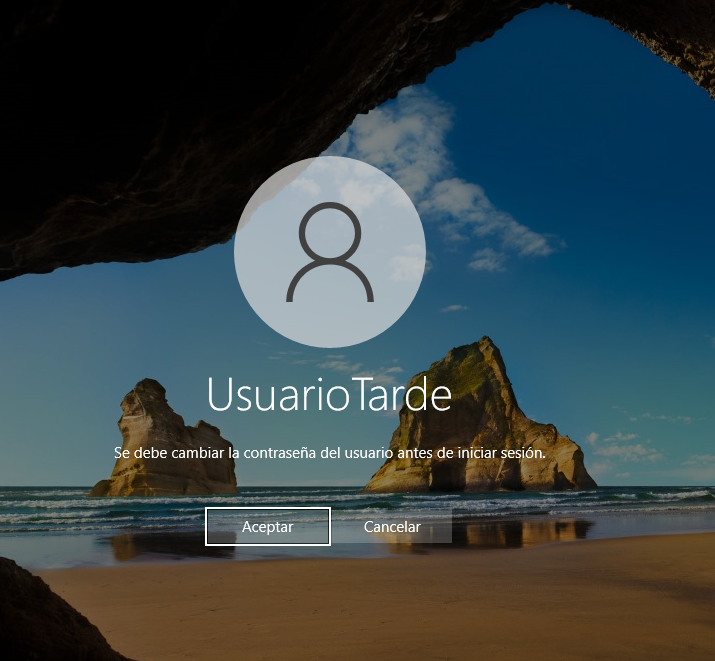 UsuarioTarde
Se debe cambiar la contraseña del usuario antes de iniciar sesión.
Aceptar Cancelar